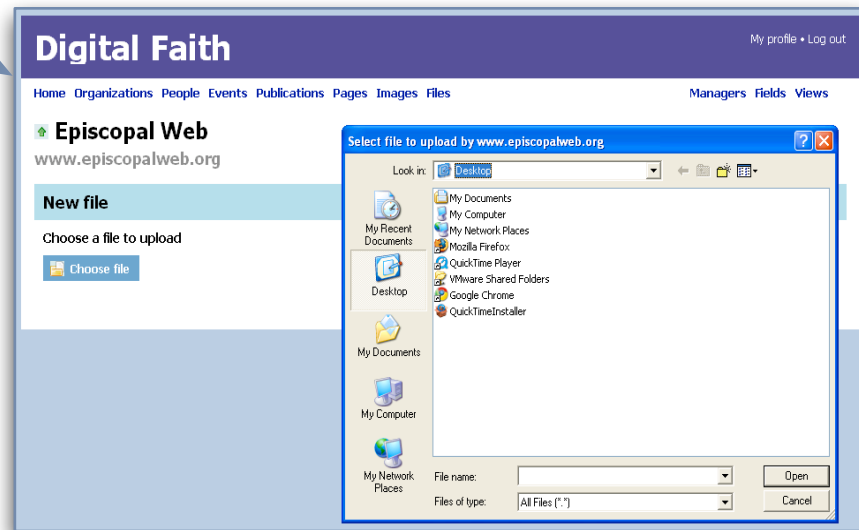 Digital Faith
My profile • Log out
Home Organizations People Events Publications Pages Images Files
Managers Fields Views
Episcopal Web
www.episcopalweb.org
New file
Choose a file to upload
Choose file
Select file to upload by www.episcopalweb.org
Look in: Desktop
My Recent
Documents
Desktop
My Documents
My Computer
My Network
Places
My Documents
My Computer
My Network Places
Mozilla Firefox
QuickTime Player
VMware Shared Folders
Google Chrome
QuickTimeInstaller
File name:
Open
Files of type: All Files (*.*)
Cancel